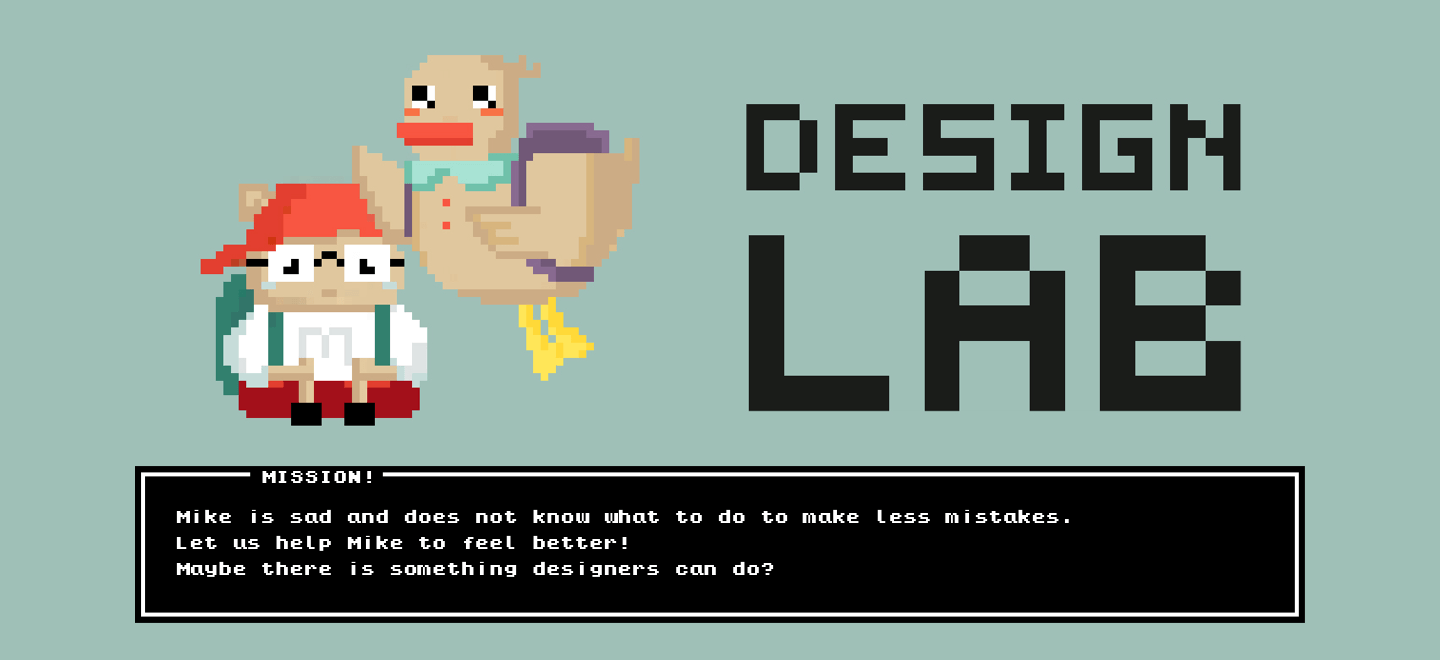 DESIGN
LAB
MISSION!
Mike is sad and does not know what to do to make less mistakes.
Let us help Mike to feel better!
Maybe there is something designers can do?